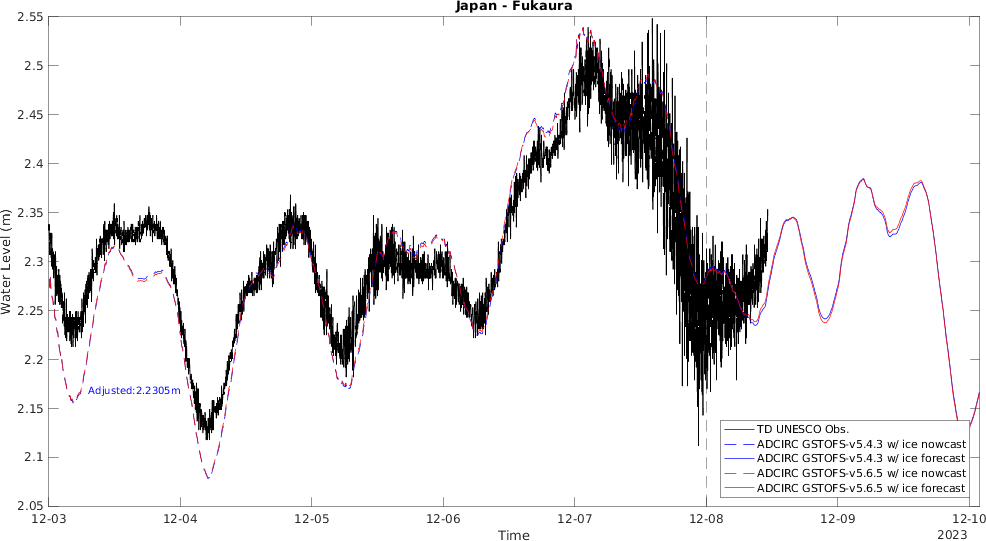 Japan - Fukaura
2.55
2.5
2.45
2.4
2.35
2.3
2.25
2.2
2.15
2.1
2.05
Water Level (m)
Adjusted:2.2305m
TD UNESCO Obs.
ADCIRC GSTOFS-v5.4.3 w/ ice nowcast
ADCIRC GSTOFS-v5.4.3 w/ ice forecast
ADCIRC GSTOFS-v5.6.5 w/ ice nowcast
ADCIRC GSTOFS-v5.6.5 w/ ice forecast
12-03 12-04 12-05 12-06 12-07 12-08 12-09 12-10
Time
2023